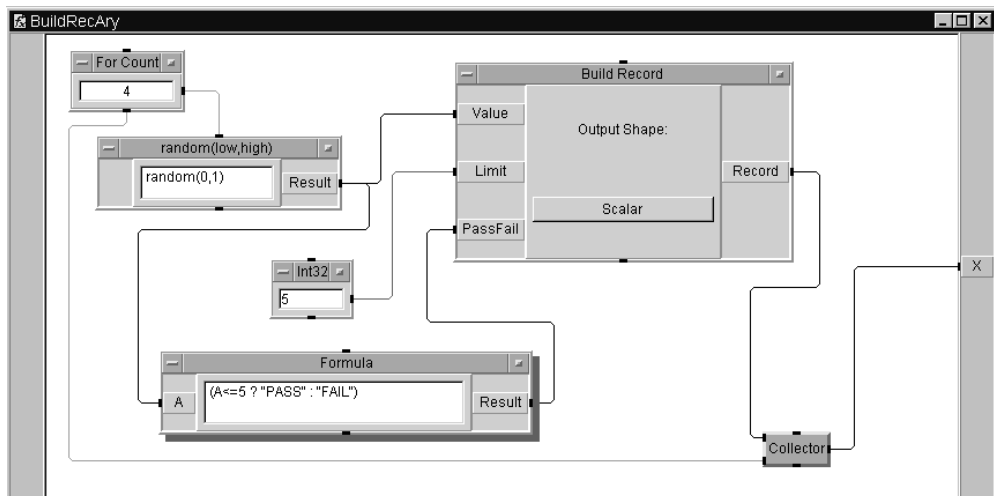 BuildRecAry
For Count
4
random(low,high)
random(0,1)
Result
Build Record
Value
Output Shape:
Limit
Record
Scalar
PassFail
X
Int32
5
Formula
A
(A<=5 ? "PASS" : "FAIL")
Result
Collector